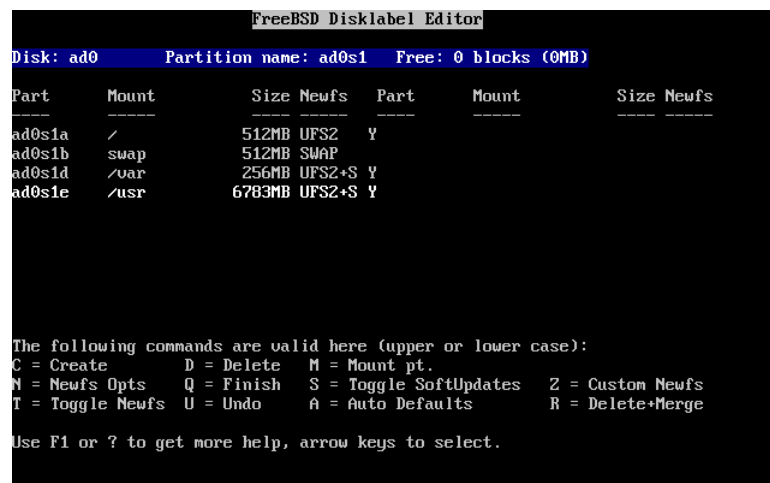 FreeBSD Disklabel Editor
Disk: ad0 Partition name: ad0s1 Free: 0 blocks (0MB)
Part Mount Size Newfs Part Mount Size Newfs
---- ----- ---- ----- ---- ----- ---- -----
ad0s1a / 512MB UFS2 Y
ad0s1b swap 512MB SWAP
ad0s1d /var 256MB UFS2+S Y
ad0s1e /usr 6783MB UFS2+S Y
The following commands are valid here (upper or lower case):
C = Create D = Delete M = Mount pt.
N = Newfs Opts Q = Finish S = Toggle SoftUpdates Z = Custom Newfs
T = Toggle Newfs U = Undo A = Auto Defaults R = Delete+Merge
Use F1 or ? to get more help, arrow keys to select.